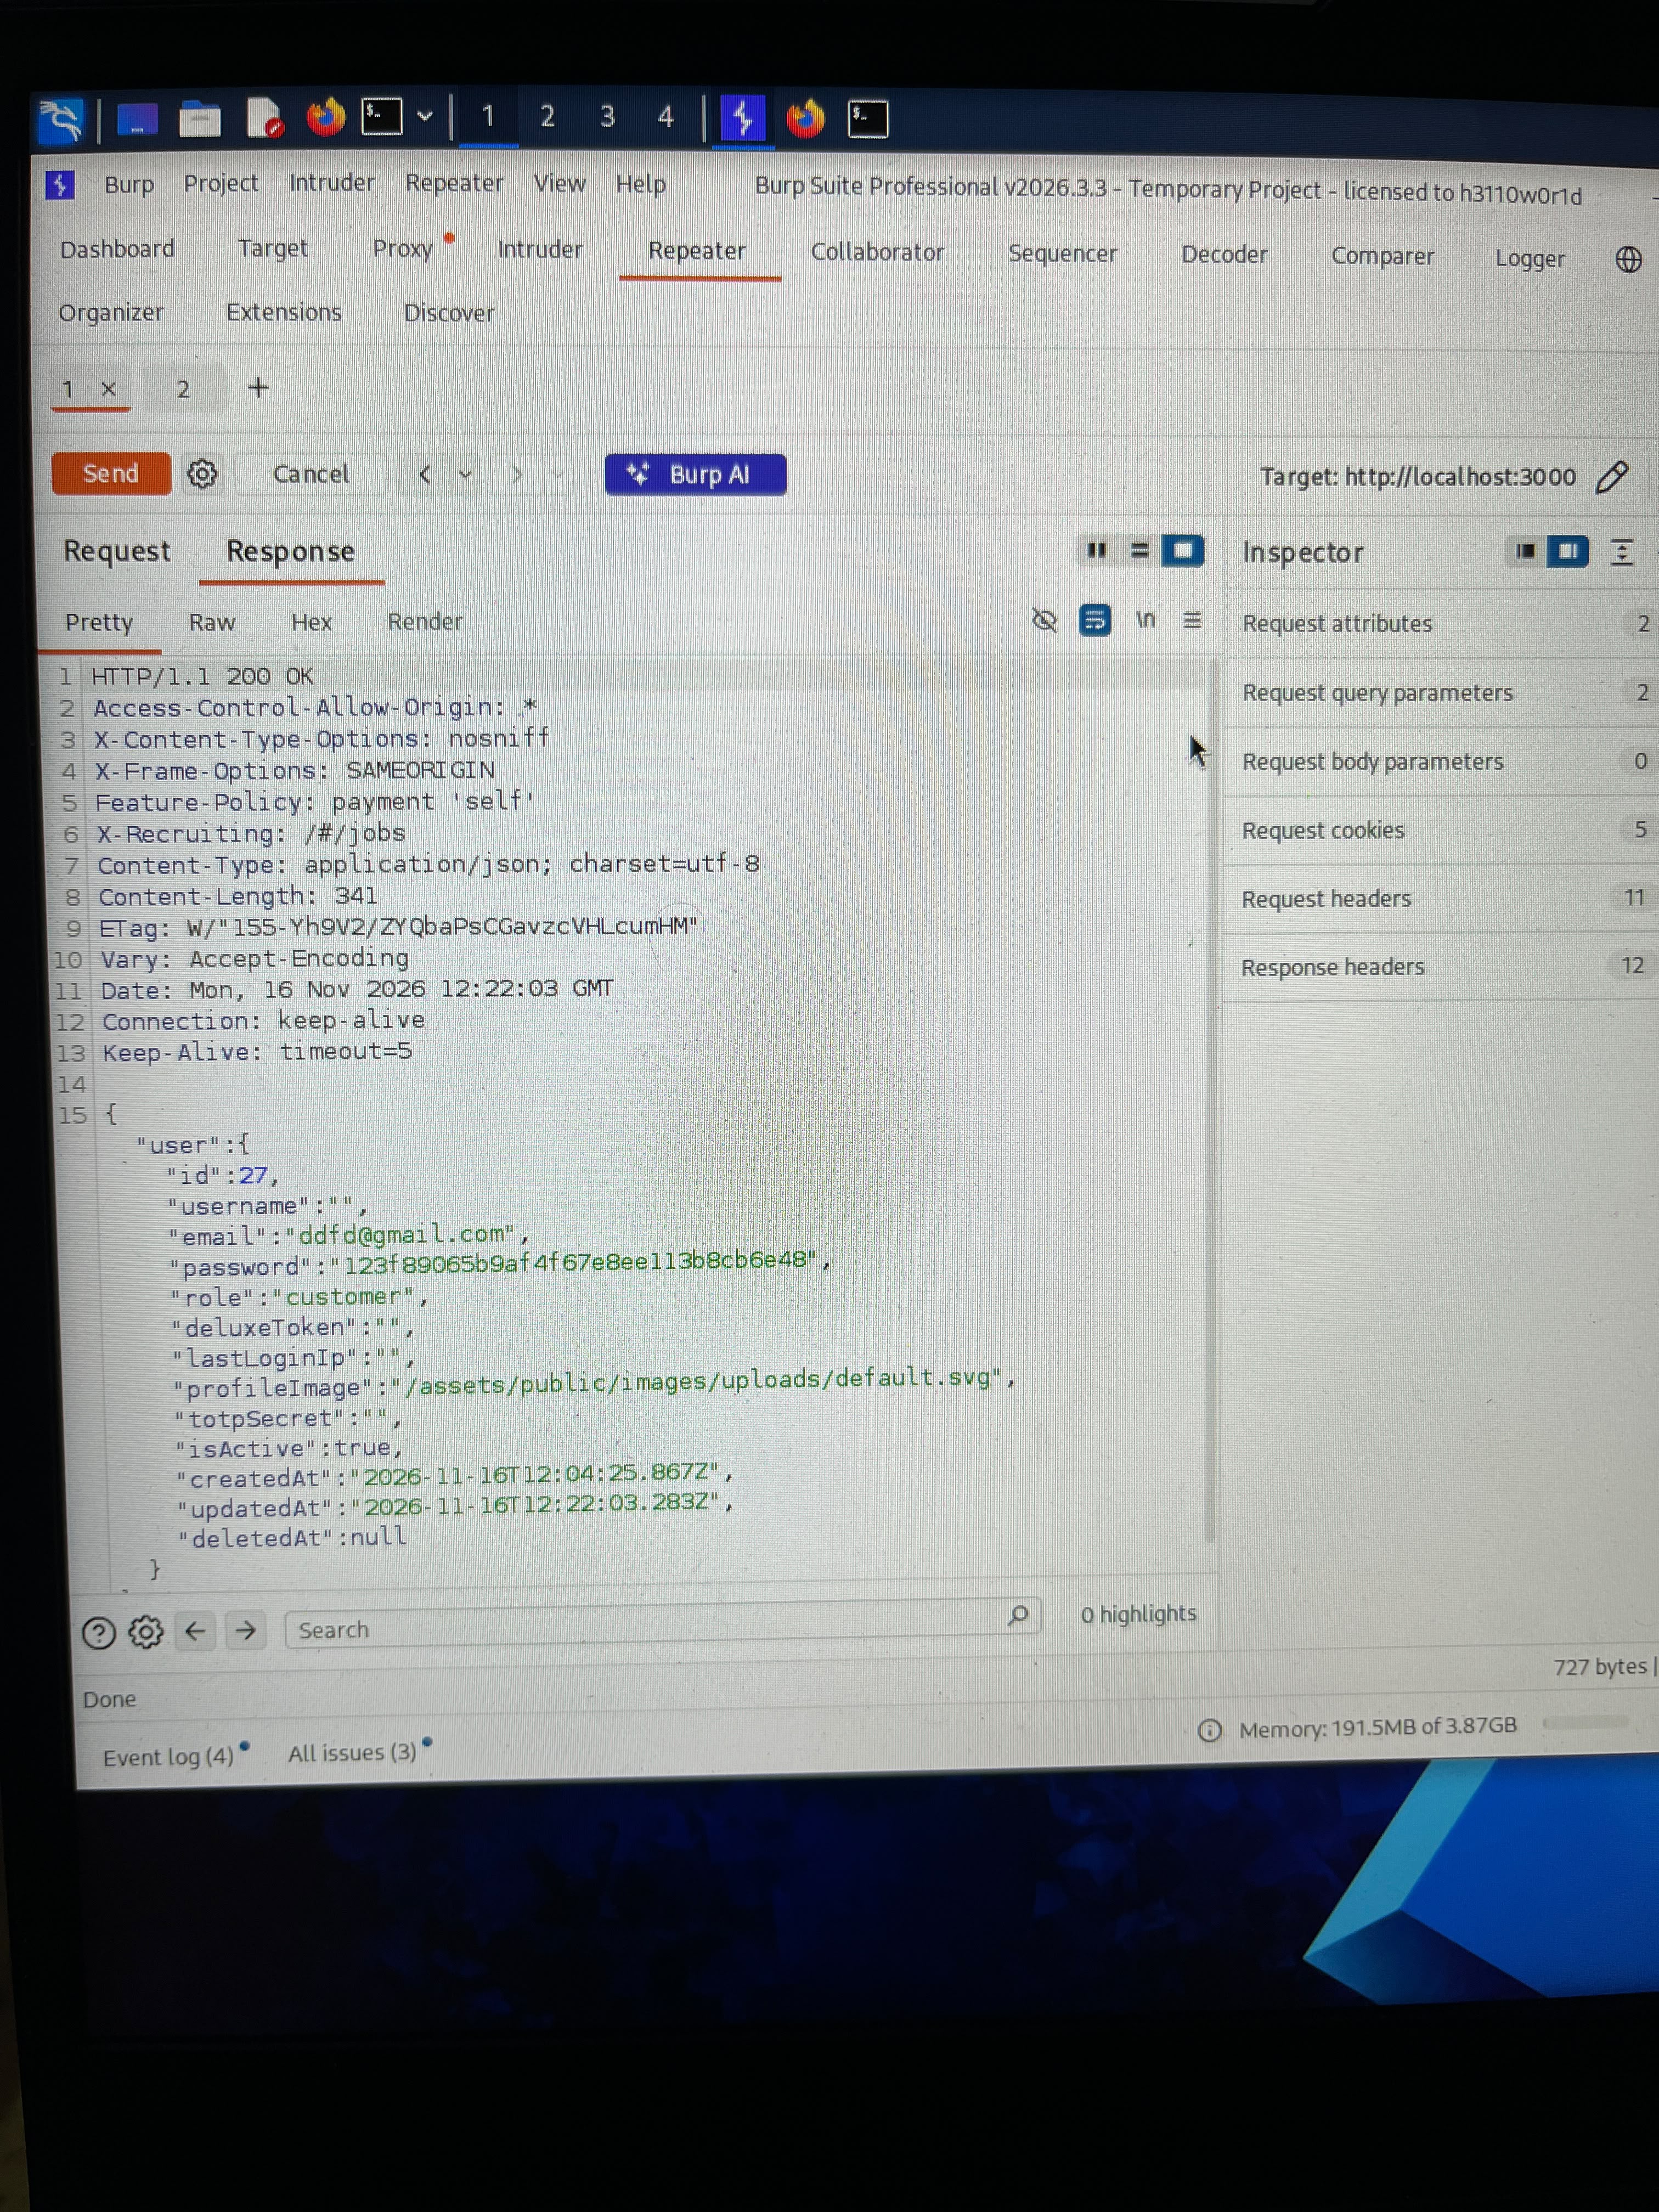 1 2 3 4
Burp Project Intruder Repeater View Help Burp Suite Professional v2026.3.3 - Temporary Project - licensed to h3110w0r1d
Dashboard Target Proxy Intruder Repeater Collaborator Sequencer Decoder Comparer Logger
Organizer Extensions Discover
1 × 2 +
Send Cancel < > Burp AI Target: http://localhost:3000
Request Response Inspector
Pretty Raw Hex Render \n
Request attributes 2
Request query parameters 2
Request body parameters 0
Request cookies 5
Request headers 11
Response headers 12
1 HTTP/1.1 200 OK
2 Access-Control-Allow-Origin: *
3 X-Content-Type-Options: nosniff
4 X-Frame-Options: SAMEORIGIN
5 Feature-Policy: payment 'self'
6 X-Recruiting: /#/jobs
7 Content-Type: application/json; charset=utf-8
8 Content-Length: 341
9 ETag: W/"155-Yh9V2/ZYQbaPsCGavzcVHLcumHM"
10 Vary: Accept-Encoding
11 Date: Mon, 16 Nov 2026 12:22:03 GMT
12 Connection: keep-alive
13 Keep-Alive: timeout=5
14
15 {
"user":{
"id":27,
"username":"",
"email":"ddfd@gmail.com",
"password":"123f89065b9af4f67e8ee113b8cb6e48",
"role":"customer",
"deluxeToken":"",
"lastLoginIp":"",
"profileImage":"/assets/public/images/uploads/default.svg",
"totpSecret":"",
"isActive":true,
"createdAt":"2026-11-16T12:04:25.867Z",
"updatedAt":"2026-11-16T12:22:03.283Z",
"deletedAt":null
}
Search 0 highlights
727 bytes |
Done
Event log (4) All issues (3) Memory: 191.5MB of 3.87GB